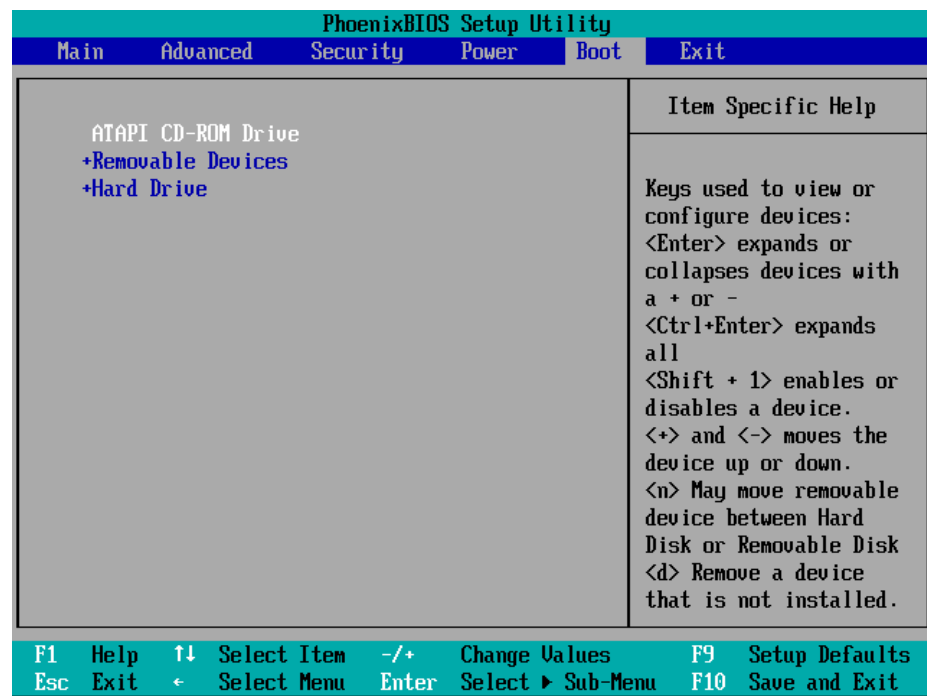 PhoenixBIOS Setup Utility
Main Advanced Security Power Boot Exit
ATAPI CD-ROM Drive
+Removable Devices
+Hard Drive
Item Specific Help
Keys used to view or
configure devices:
<Enter> expands or
collapses devices with
a + or -
<Ctrl+Enter> expands
all
<Shift + 1> enables or
disables a device.
<+> and <-> moves the
device up or down.
<n> May move removable
device between Hard
Disk or Removable Disk
<d> Remove a device
that is not installed.
F1 Help ↑↓ Select Item -/+ Change Values F9 Setup Defaults
Esc Exit ← Select Menu Enter Select ▶ Sub-Menu F10 Save and Exit